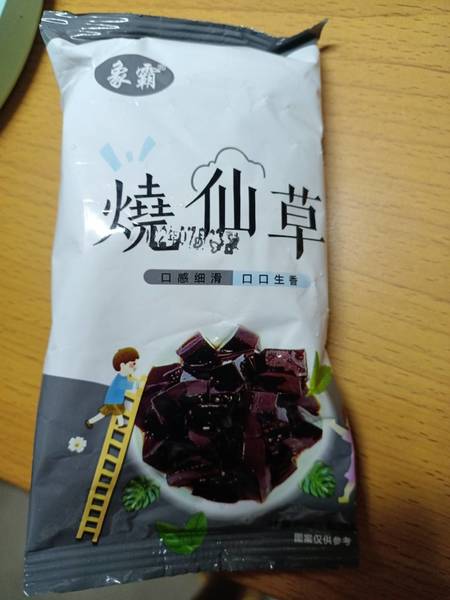 象霸
燒仙草
口感细滑 口口生香
图案仅供参考